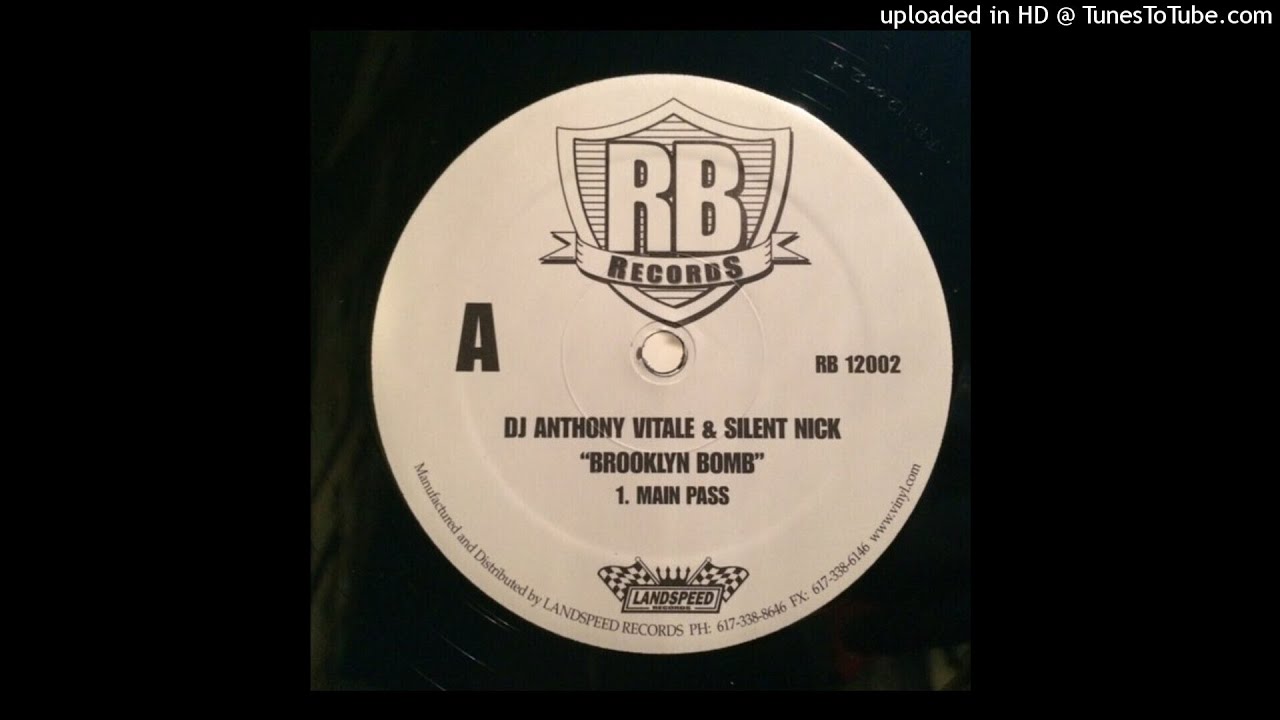 uploaded in HD @ TunesToTube.com
RB
RECORDS
A
RB 12002
DJ ANTHONY VITALE & SILENT NICK
“BROOKLYN BOMB”
1. MAIN PASS
LANDSPEED
RECORDS
Manufactured and Distributed by LANDSPEED RECORDS PH: 617-338-8646 FX: 617-338-6146 www.vinyl.com